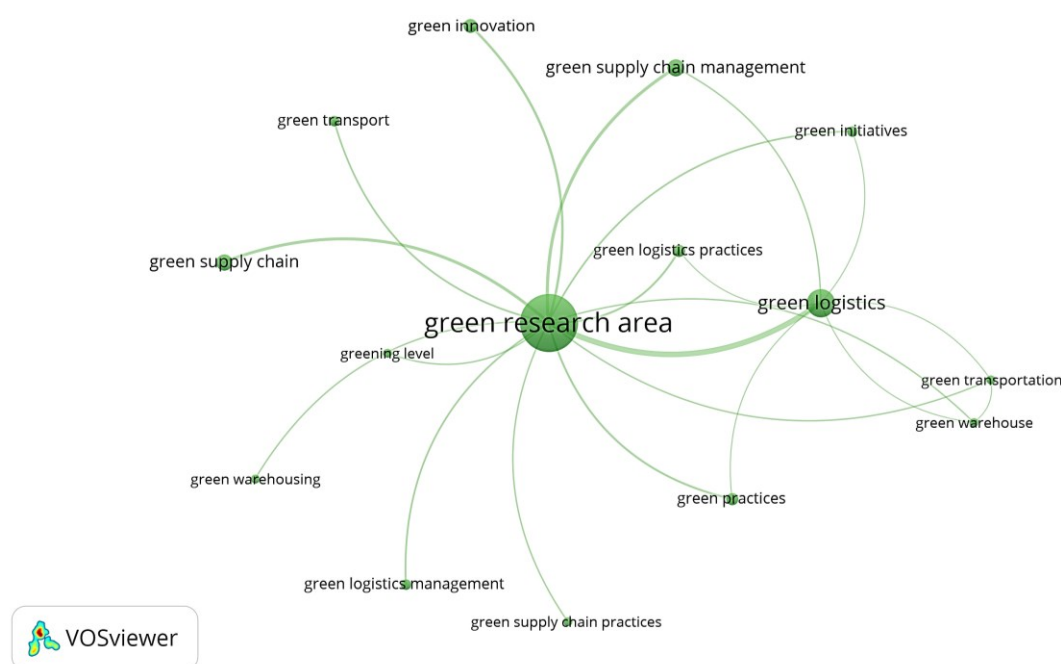 green innovation
green supply chain management
green transport
green initiatives
green logistics practices
green supply chain
green logistics
green research area
greening level
green transportation
green warehouse
green warehousing
green practices
green logistics management
green supply chain practices
VOSviewer